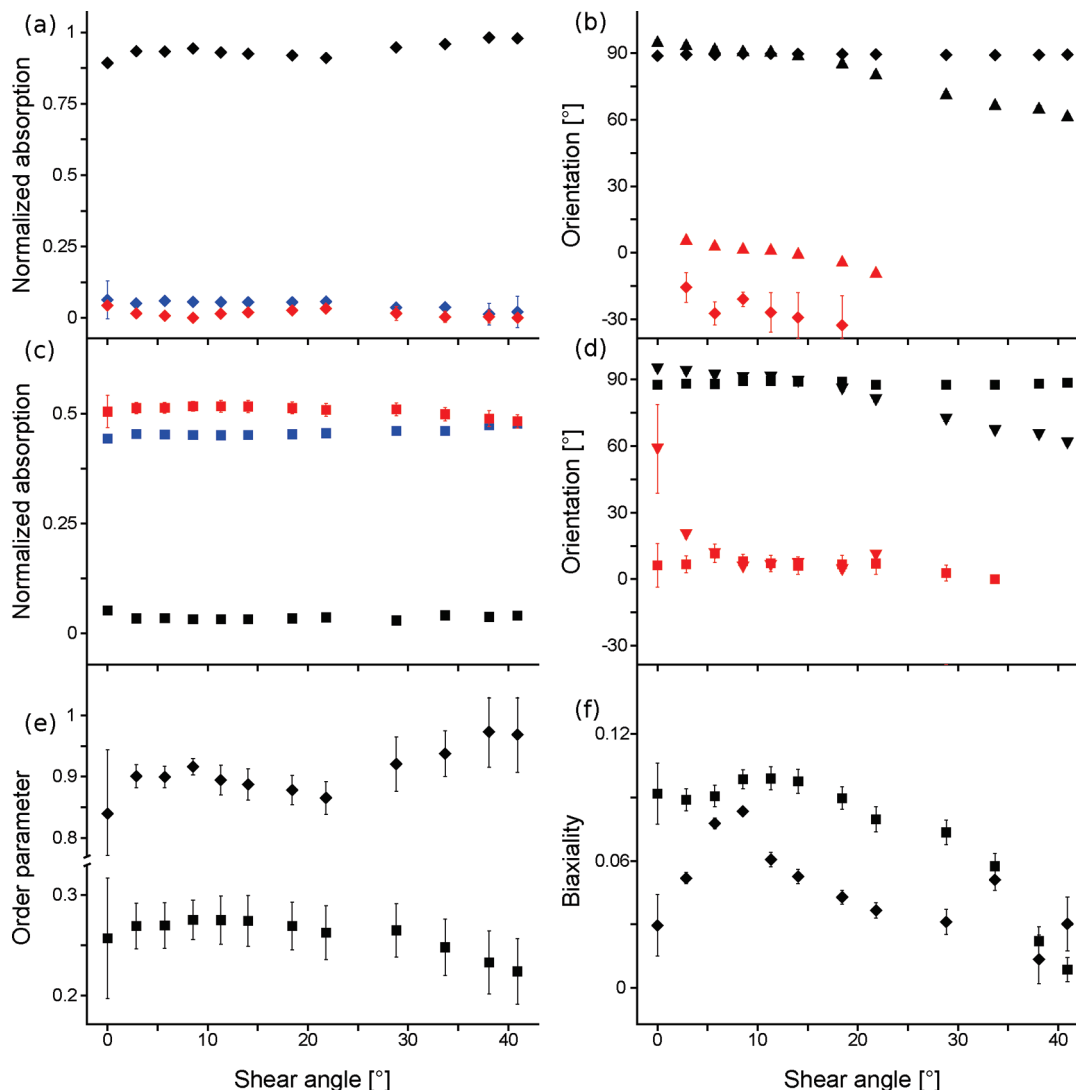 (a)
1
0.75
0.5
0.25
0
Normalized absorption
(b)
90
60
30
0
-30
Orientation [°]
(c)
0.5
0.25
0
Normalized absorption
(d)
90
60
30
0
-30
Orientation [°]
(e)
1
0.9
0.8
0.3
0.2
Order parameter
0 10 20 30 40
Shear angle [°]
(f)
0.12
0.06
0
Biaxiality
0 10 20 30 40
Shear angle [°]